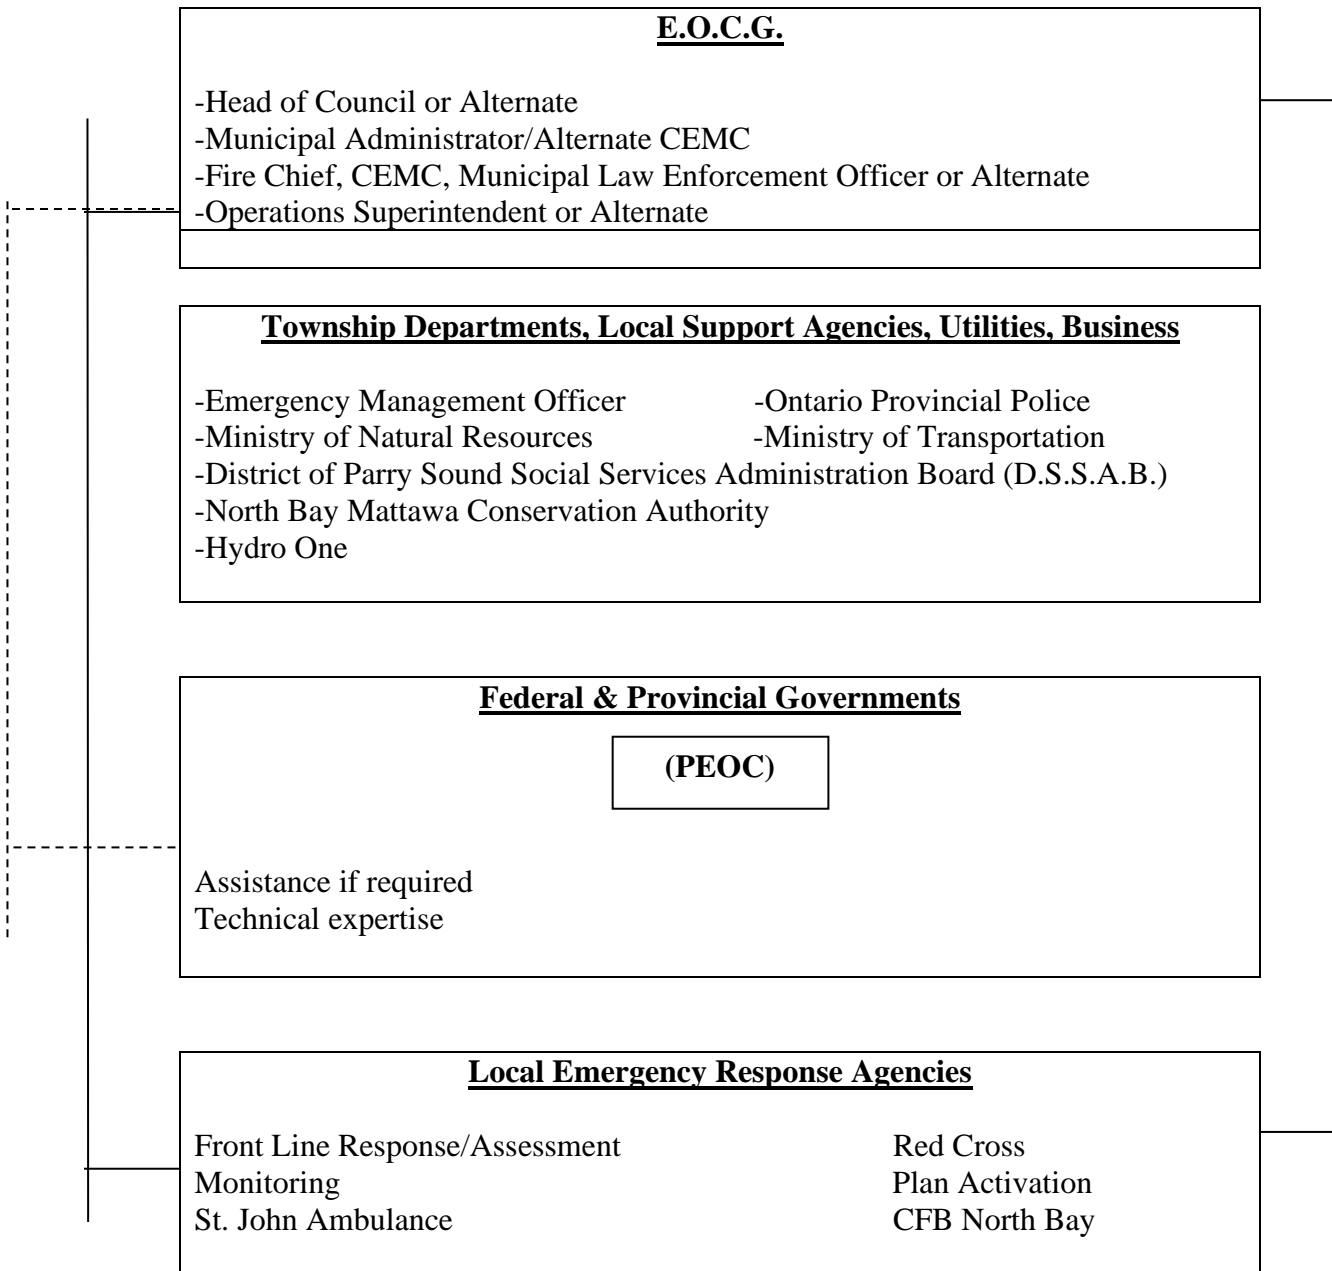 E.O.C.G.
-Head of Council or Alternate
-Municipal Administrator/Alternate CEMC
-Fire Chief, CEMC, Municipal Law Enforcement Officer or Alternate
-Operations Superintendent or Alternate
Township Departments, Local Support Agencies, Utilities, Business
-Emergency Management Officer -Ontario Provincial Police
-Ministry of Natural Resources -Ministry of Transportation
-District of Parry Sound Social Services Administration Board (D.S.S.A.B.)
-North Bay Mattawa Conservation Authority
-Hydro One
Federal & Provincial Governments
(PEOC)
Assistance if required
Technical expertise
Local Emergency Response Agencies
Front Line Response/Assessment Red Cross
Monitoring Plan Activation
St. John Ambulance CFB North Bay